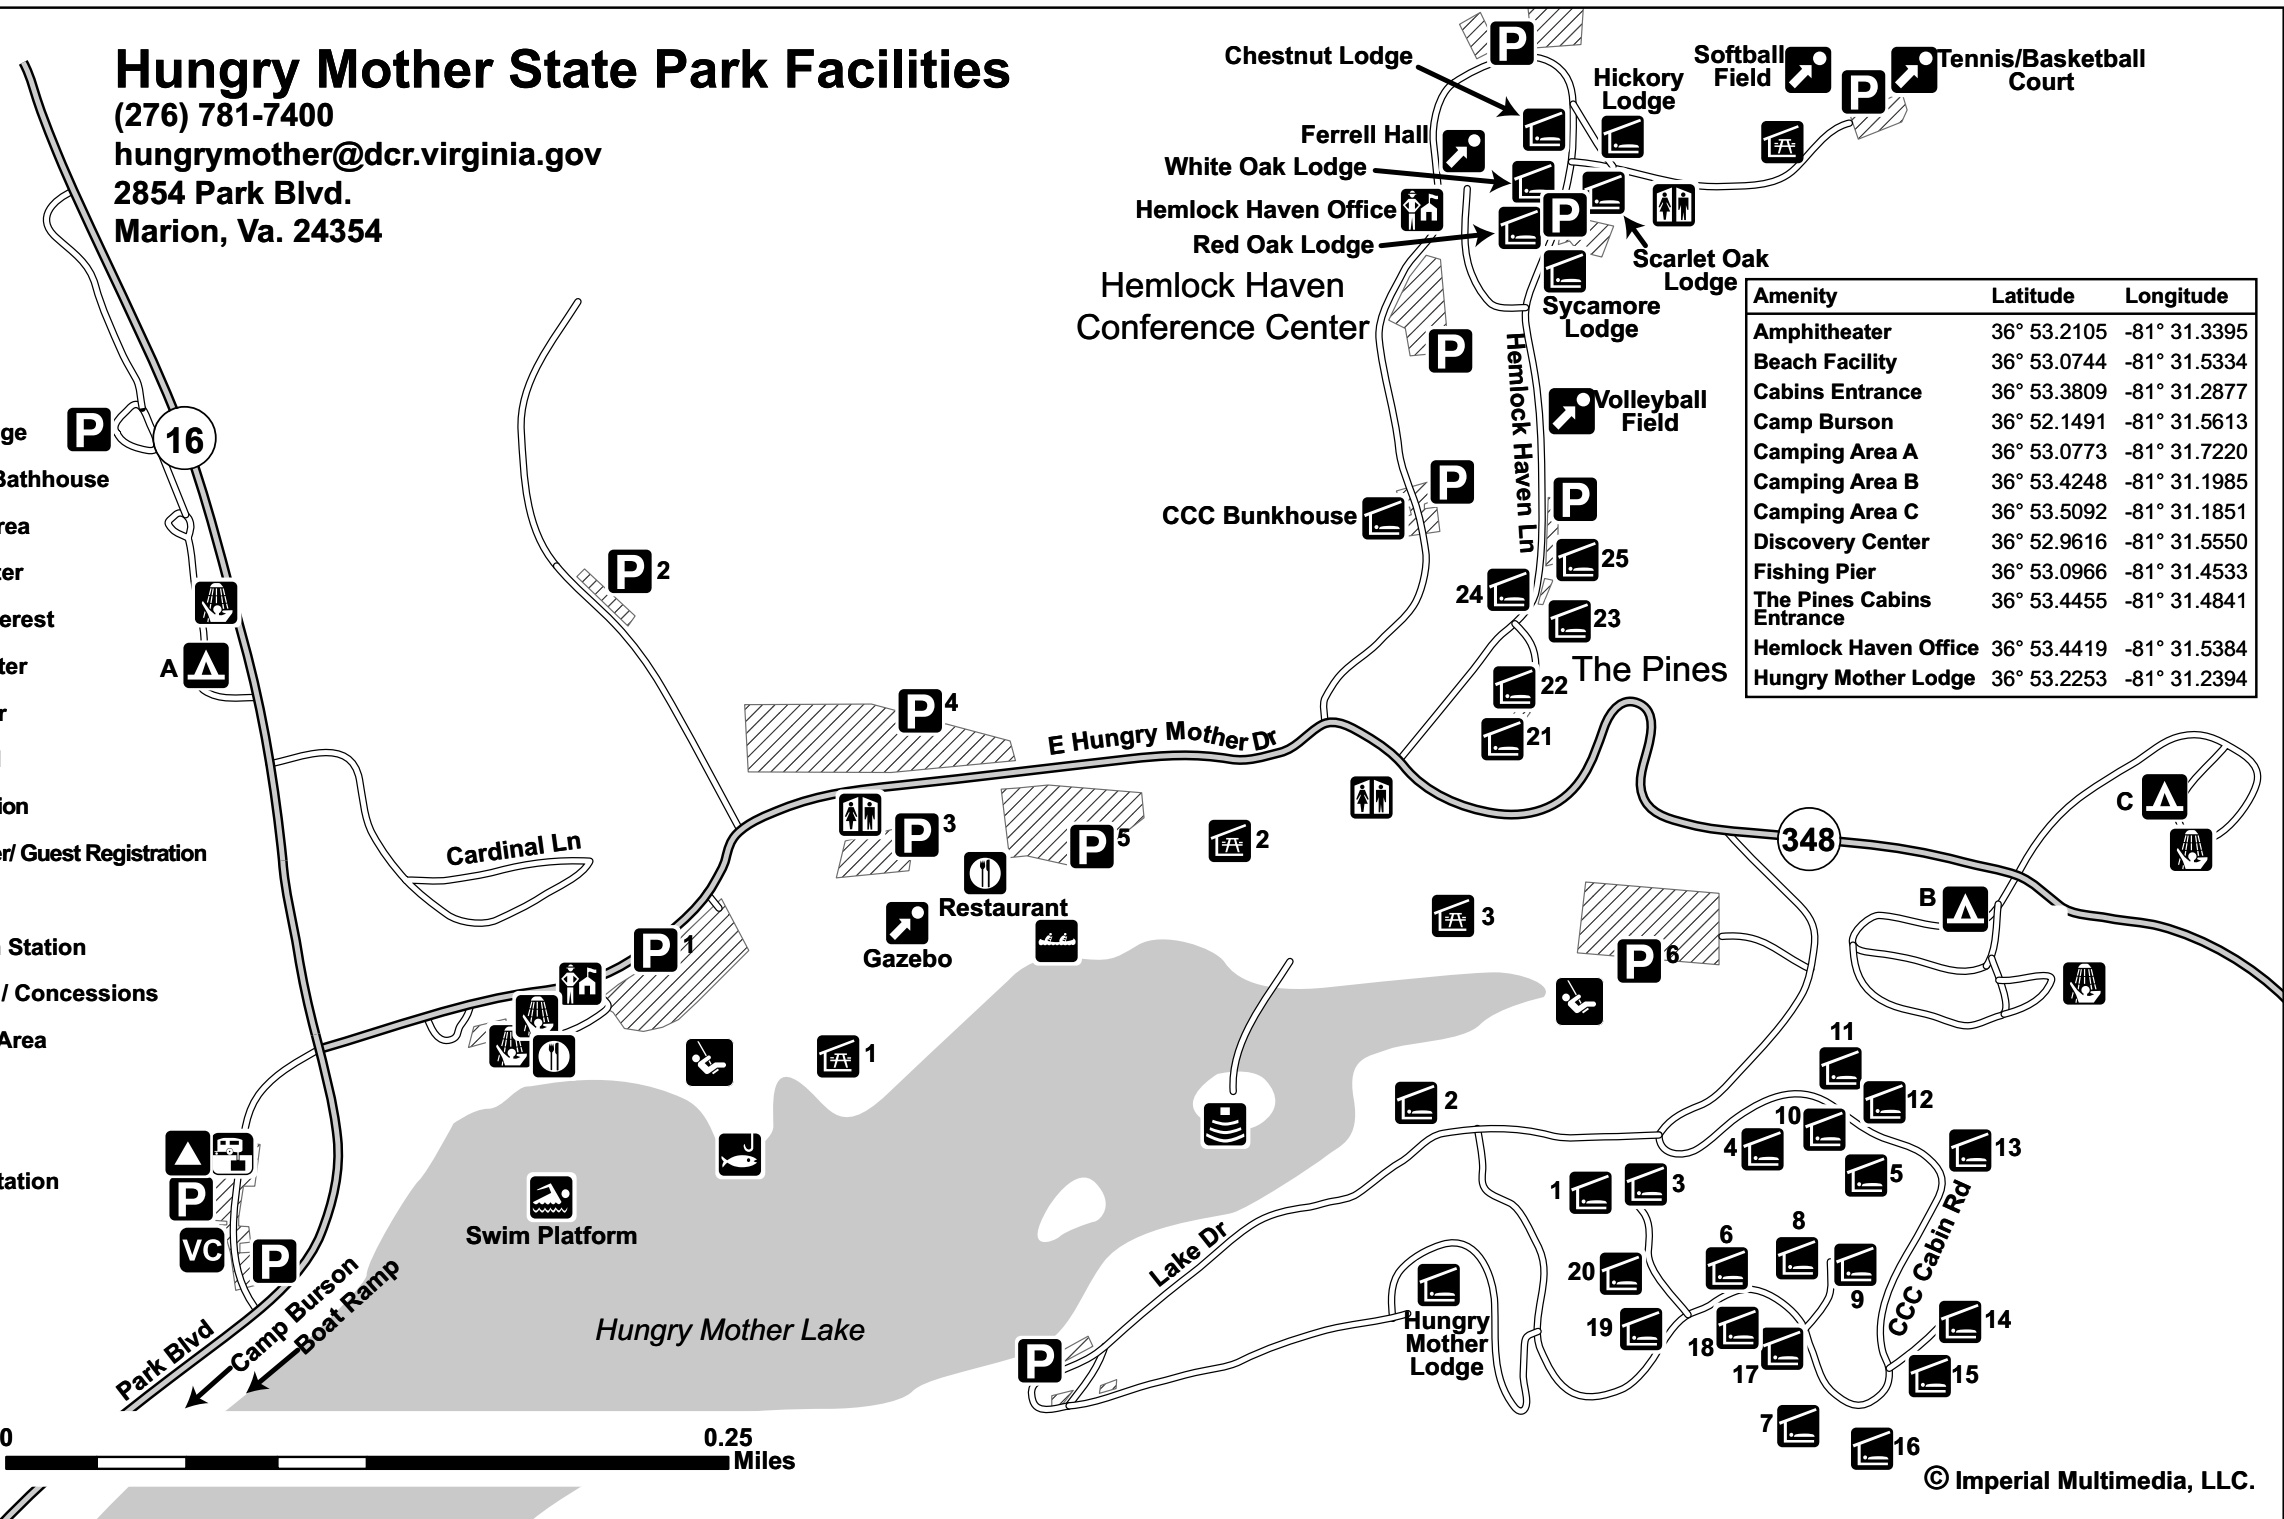 Hungry Mother State Park Facilities
(276) 781-7400
hungrymother@dcr.virginia.gov
2854 Park Blvd.
Marion, Va. 24354
Chestnut Lodge
P
Hickory
Lodge
Softball
Field
P
Tennis/Basketball
Court
Ferrell Hall
White Oak Lodge
Hemlock Haven Office
Red Oak Lodge
P
Scarlet Oak
Lodge
Sycamore
Lodge
Hemlock Haven
Conference Center
P
Hemlock Haven Ln
Volleyball
Field
P
CCC Bunkhouse
P
25
24
23
The Pines
22
21
Amenity Latitude Longitude
Amphitheater 36° 53.2105 -81° 31.3395
Beach Facility 36° 53.0744 -81° 31.5334
Cabins Entrance 36° 53.3809 -81° 31.2877
Camp Burson 36° 52.1491 -81° 31.5613
Camping Area A 36° 53.0773 -81° 31.7220
Camping Area B 36° 53.4248 -81° 31.1985
Camping Area C 36° 53.5092 -81° 31.1851
Discovery Center 36° 52.9616 -81° 31.5550
Fishing Pier 36° 53.0966 -81° 31.4533
The Pines Cabins
Entrance 36° 53.4455 -81° 31.4841
Hemlock Haven Office 36° 53.4419 -81° 31.5384
Hungry Mother Lodge 36° 53.2253 -81° 31.2394
ge
P
16
Bathhouse
rea
ter
erest
ter
r
l
ion
er/ Guest Registration
n Station
/ Concessions
Area
tation
A
P 2
P 4
E Hungry Mother Dr
P 3
P 5
2
Restaurant
Gazebo
Cardinal Ln
P 1
1
3
P 6
348
C
B
P
VC
P
Swim Platform
Camp Burson
Boat Ramp
Park Blvd
Hungry Mother Lake
P
Lake Dr
Hungry
Mother
Lodge
2
11
12
10
4
5
13
1
3
CCC Cabin Rd
6
8
9
20
19
18
17
14
15
7
16
0 0.25
Miles
© Imperial Multimedia, LLC.